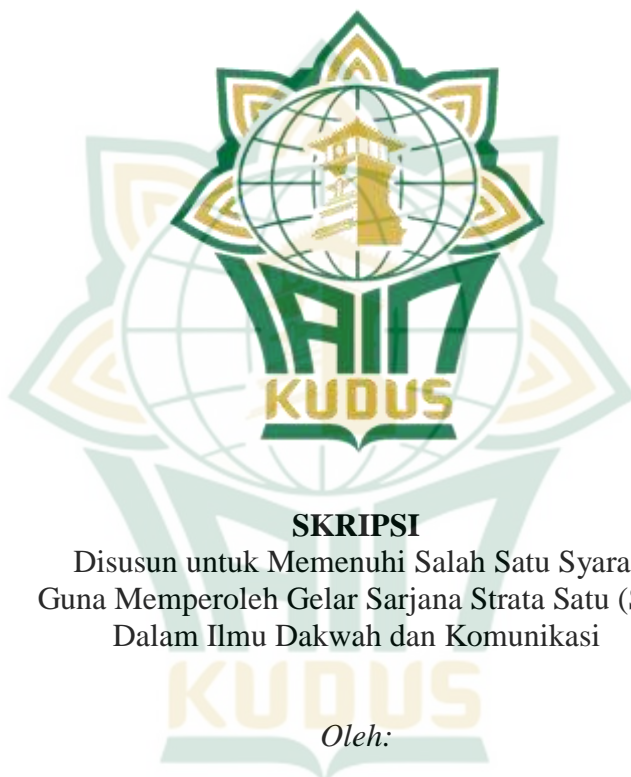 IAIN
KUDUS
SKRIPSI
Disusun untuk Memenuhi Salah Satu Syara
Guna Memperoleh Gelar Sarjana Strata Satu (
Dalam Ilmu Dakwah dan Komunikasi
IAIN
KUDUS
Oleh: